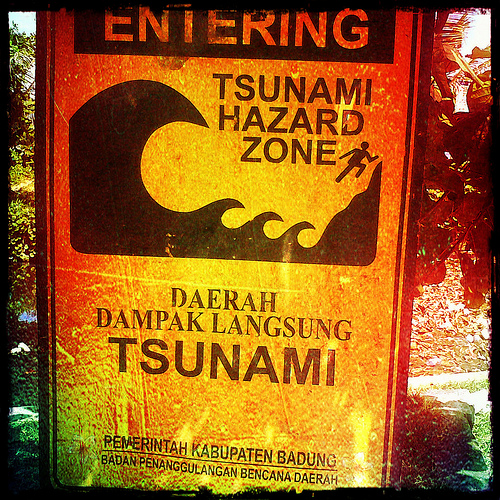 ENTERING
TSUNAMI
HAZARD
ZONE
DAERAH
DAMPAK LANGSUNG
TSUNAMI
PEMERINTAH KABUPATEN BADUNG
BADAN PENANGGULANGAN BENCANA DAERAH